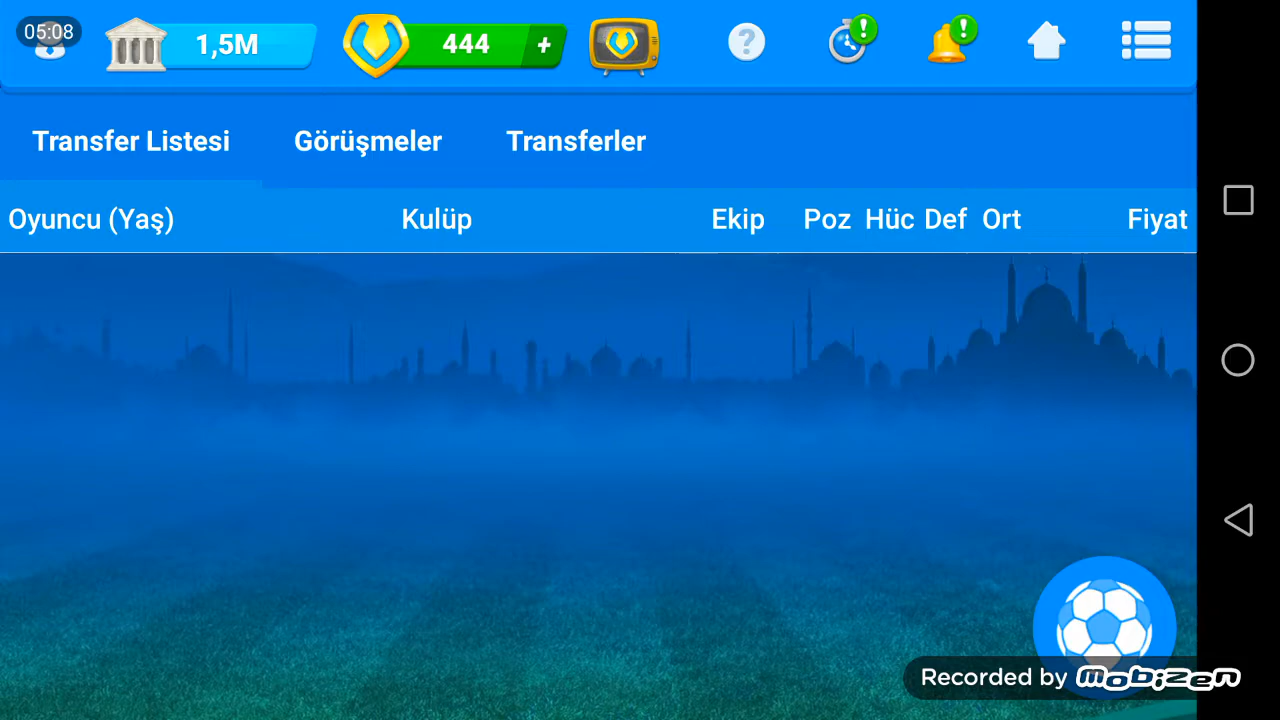 05:08
1,5M
444 +
?
!
!
Transfer Listesi Görüşmeler Transferler
Oyuncu (Yaş) Kulüp Ekip Poz Hüc Def Ort Fiyat
Recorded by mobizen